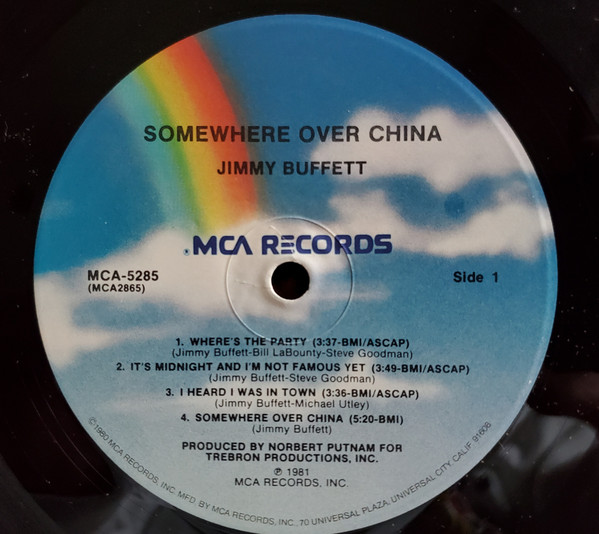 SOMEWHERE OVER CHINA
JIMMY BUFFETT
MCA RECORDS
MCA-5285
(MCA2865)
Side 1
1. WHERE'S THE PARTY (3:37-BMI/ASCAP)
(Jimmy Buffett-Bill LaBounty-Steve Goodman)
2. IT'S MIDNIGHT AND I'M NOT FAMOUS YET (3:49-BMI/ASCAP)
(Jimmy Buffett-Steve Goodman)
3. I HEARD I WAS IN TOWN (3:36-BMI/ASCAP)
(Jimmy Buffett-Michael Utley)
4. SOMEWHERE OVER CHINA (5:20-BMI)
(Jimmy Buffett)
PRODUCED BY NORBERT PUTNAM FOR
TREBRON PRODUCTIONS, INC.
℗ 1981
MCA RECORDS, INC.
©1980 MCA RECORDS, INC. MFD. BY MCA RECORDS, INC., 70 UNIVERSAL PLAZA, UNIVERSAL CITY, CALIF. 91608